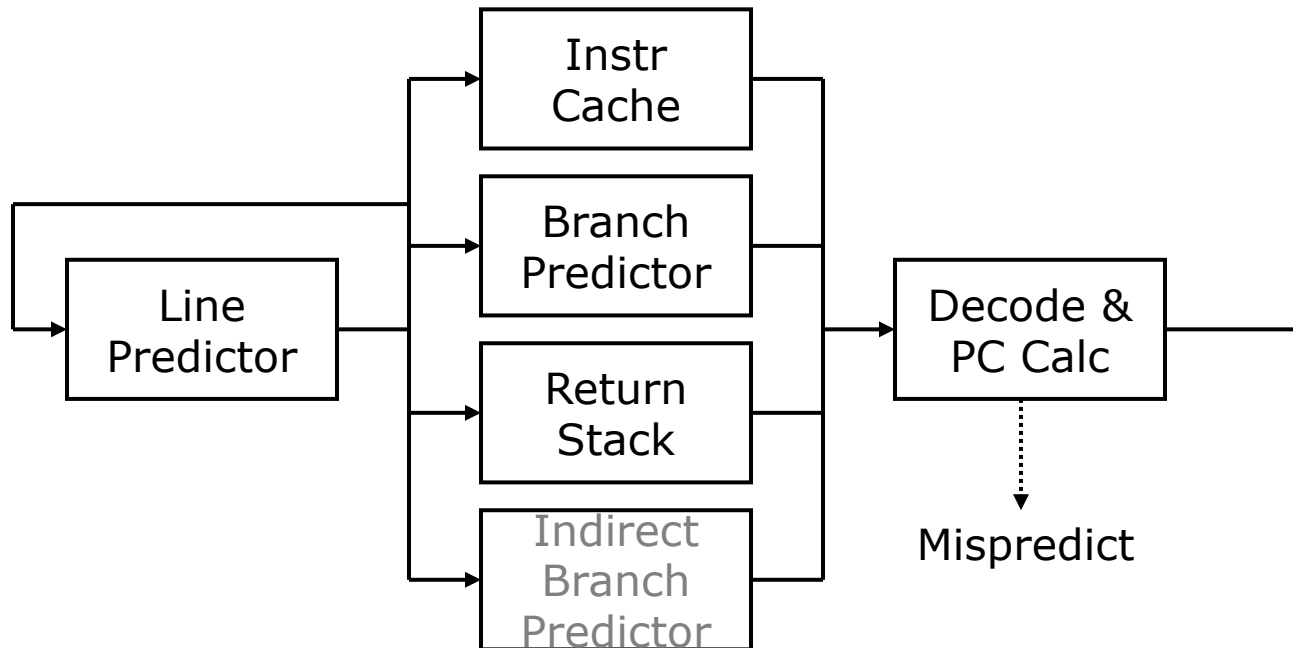 Instr
Cache
Branch
Predictor
Line
Predictor
Decode &
PC Calc
Return
Stack
Indirect
Branch
Predictor
Mispredict